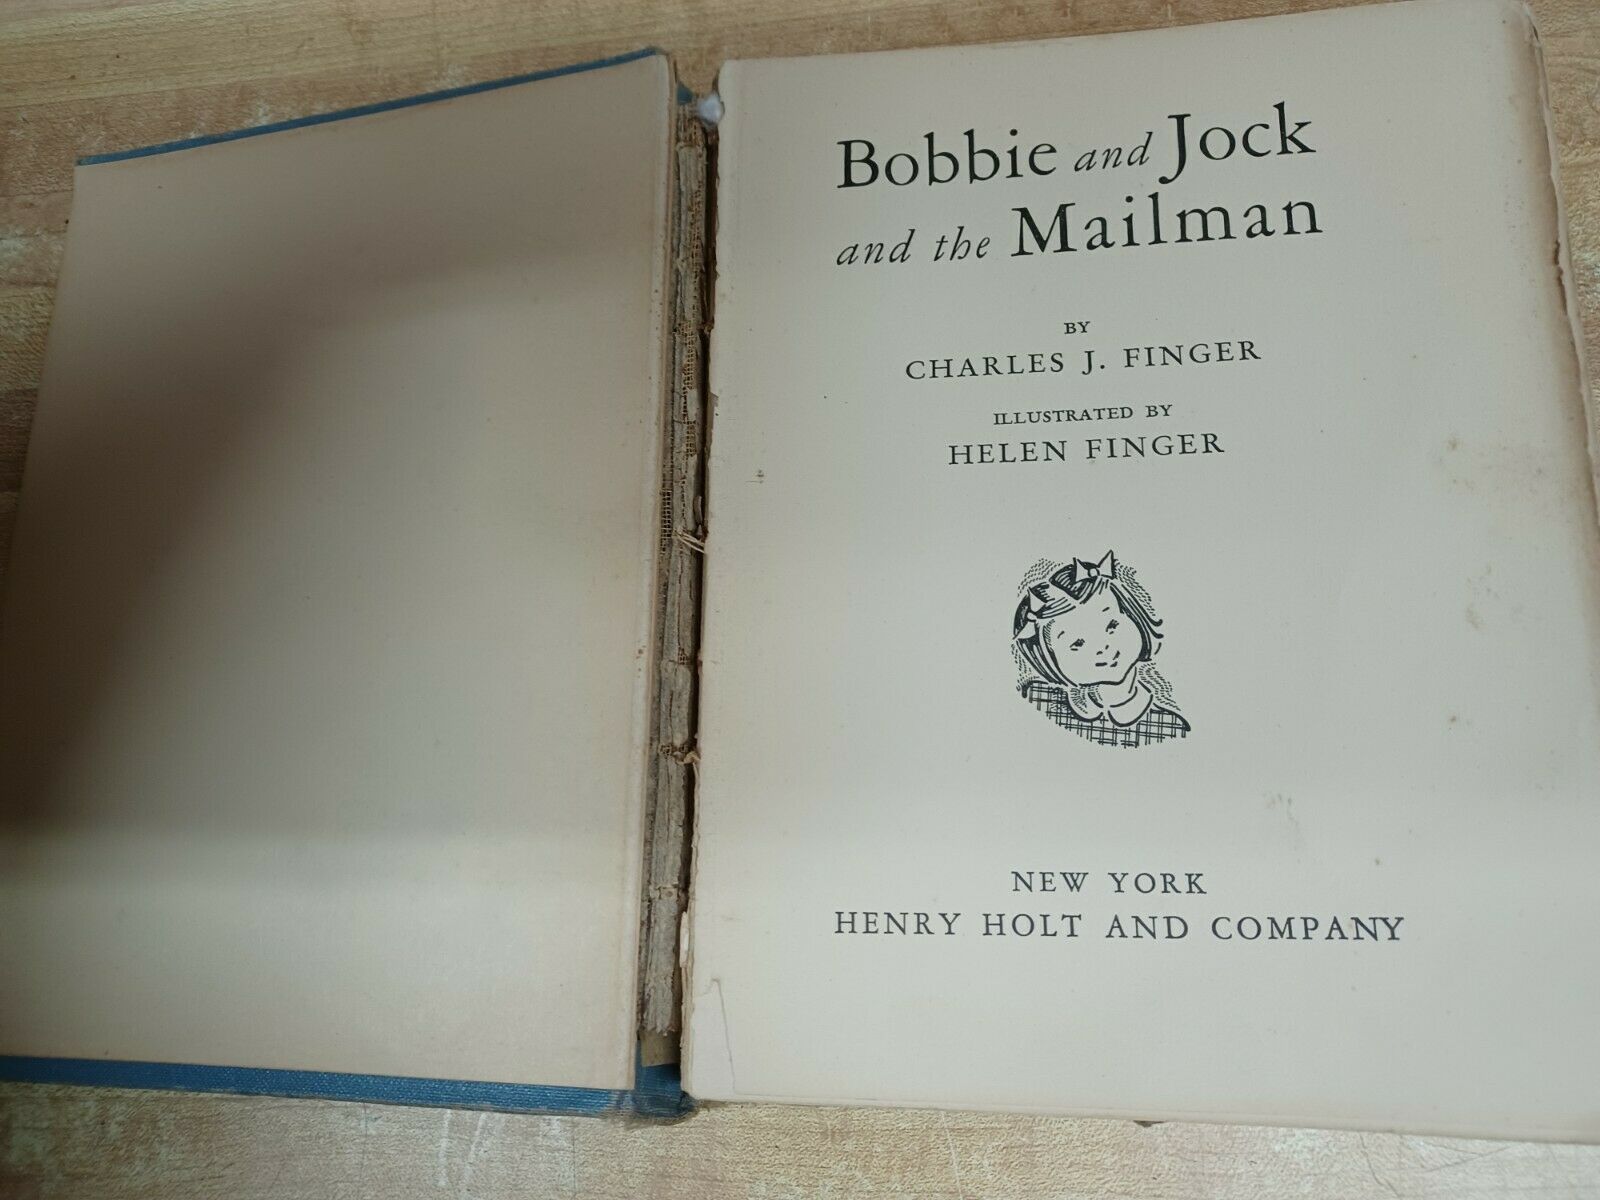 Bobbie and Jock
and the Mailman
BY
CHARLES J. FINGER
ILLUSTRATED BY
HELEN FINGER
NEW YORK
HENRY HOLT AND COMPANY